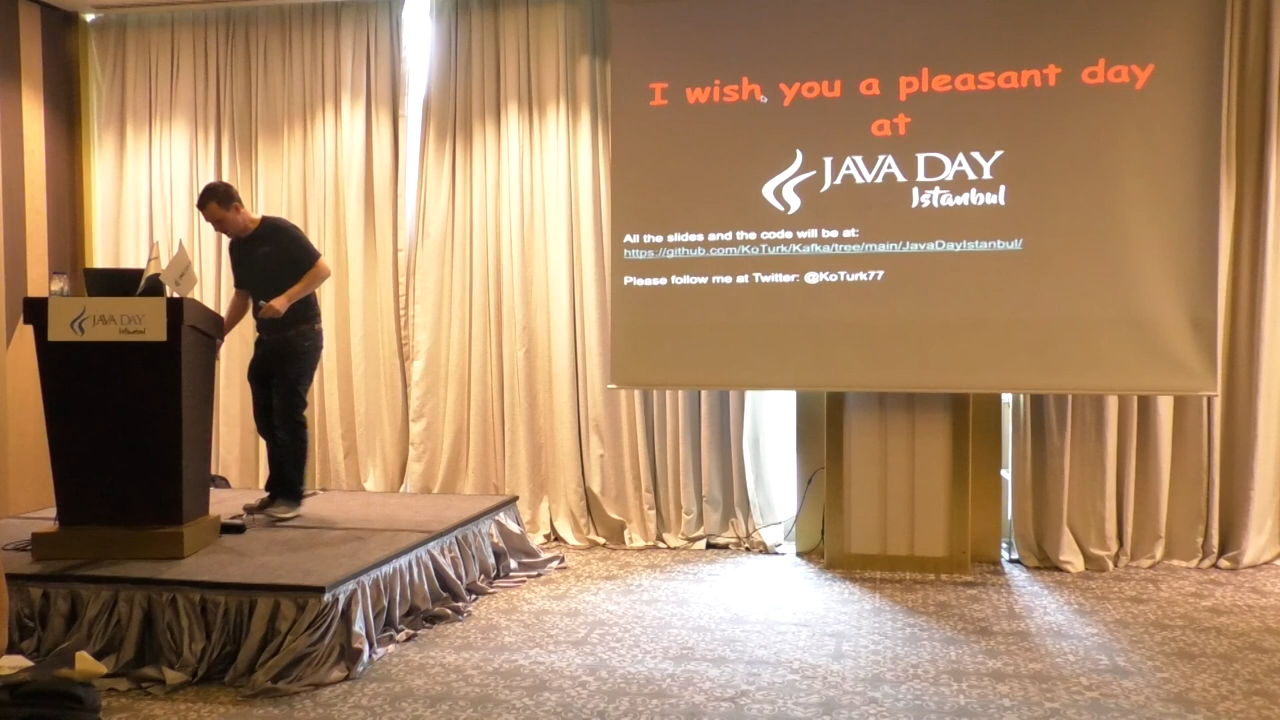 I wish you a pleasant day
at
JAVA DAY
Istanbul
All the slides and the code will be at:
https://github.com/KoTurk/Kafka/tree/main/JavaDayIstanbul/
Please follow me at Twitter: @KoTurk77
JAVA DAY
Istanbul